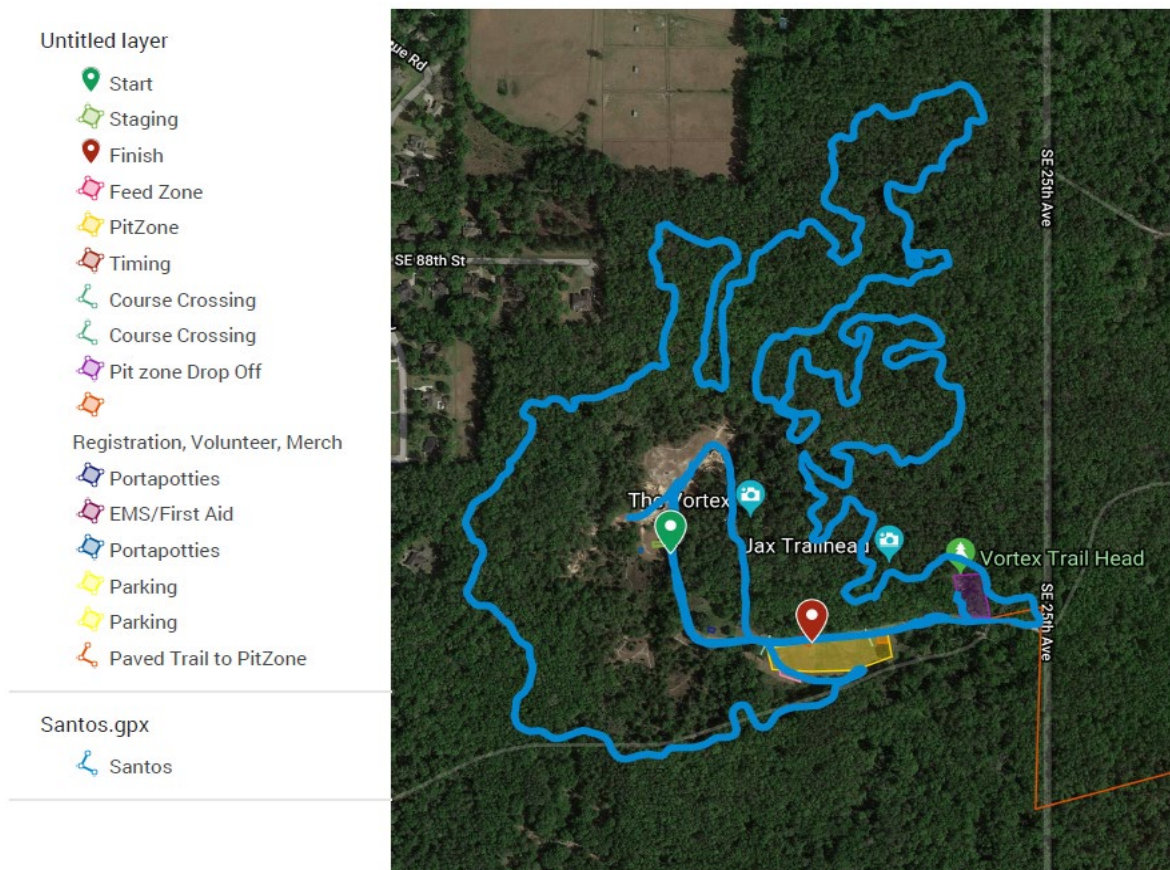 Untitled layer
Start
Staging
Finish
Feed Zone
PitZone
Timing
Course Crossing
Course Crossing
Pit zone Drop Off
Registration, Volunteer, Merch
Portapotties
EMS/First Aid
Portapotties
Parking
Parking
Paved Trail to PitZone
Santos.gpx
Santos
ue Rd
SE 25th Ave
SE 88th St
The Vortex
Jax Trailhead
Vortex Trail Head
SE 25th Ave